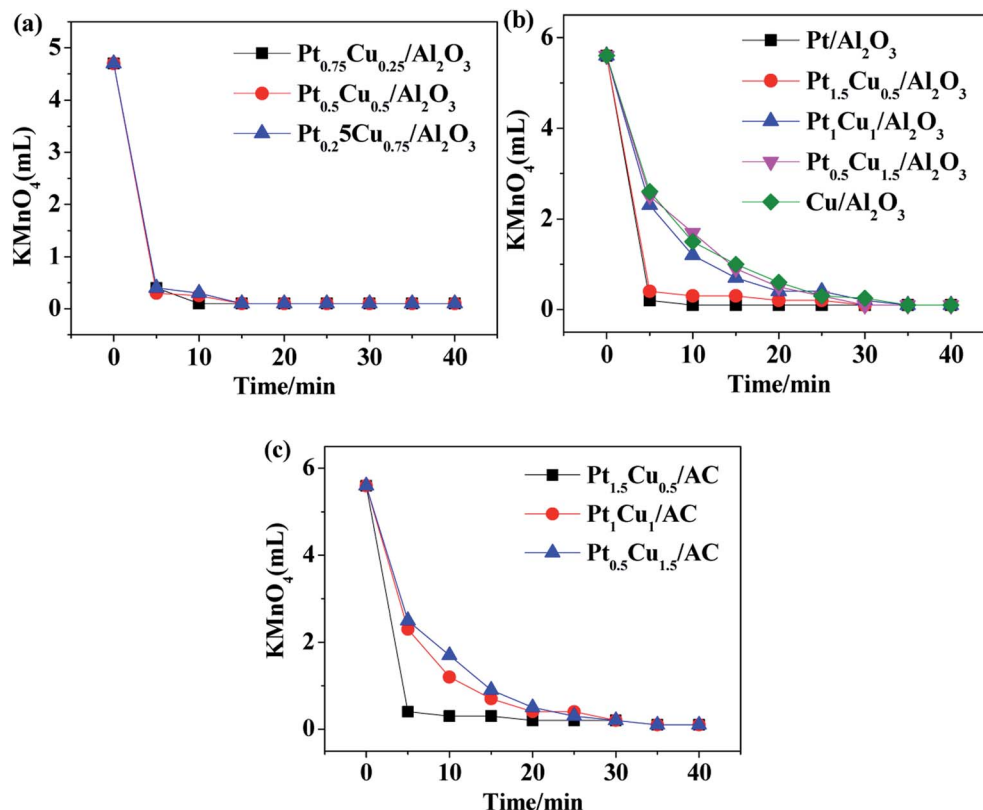 (a)
Pt0.75Cu0.25/Al2O3
Pt0.5Cu0.5/Al2O3
Pt0.25Cu0.75/Al2O3
KMnO4(mL)
5
4
3
2
1
0
0 10 20 30 40
Time/min
(b)
Pt/Al2O3
Pt1.5Cu0.5/Al2O3
Pt1Cu1/Al2O3
Pt0.5Cu1.5/Al2O3
Cu/Al2O3
KMnO4(mL)
6
4
2
0
0 10 20 30 40
Time/min
(c)
Pt1.5Cu0.5/AC
Pt1Cu1/AC
Pt0.5Cu1.5/AC
KMnO4(mL)
6
4
2
0
0 10 20 30 40
Time/min